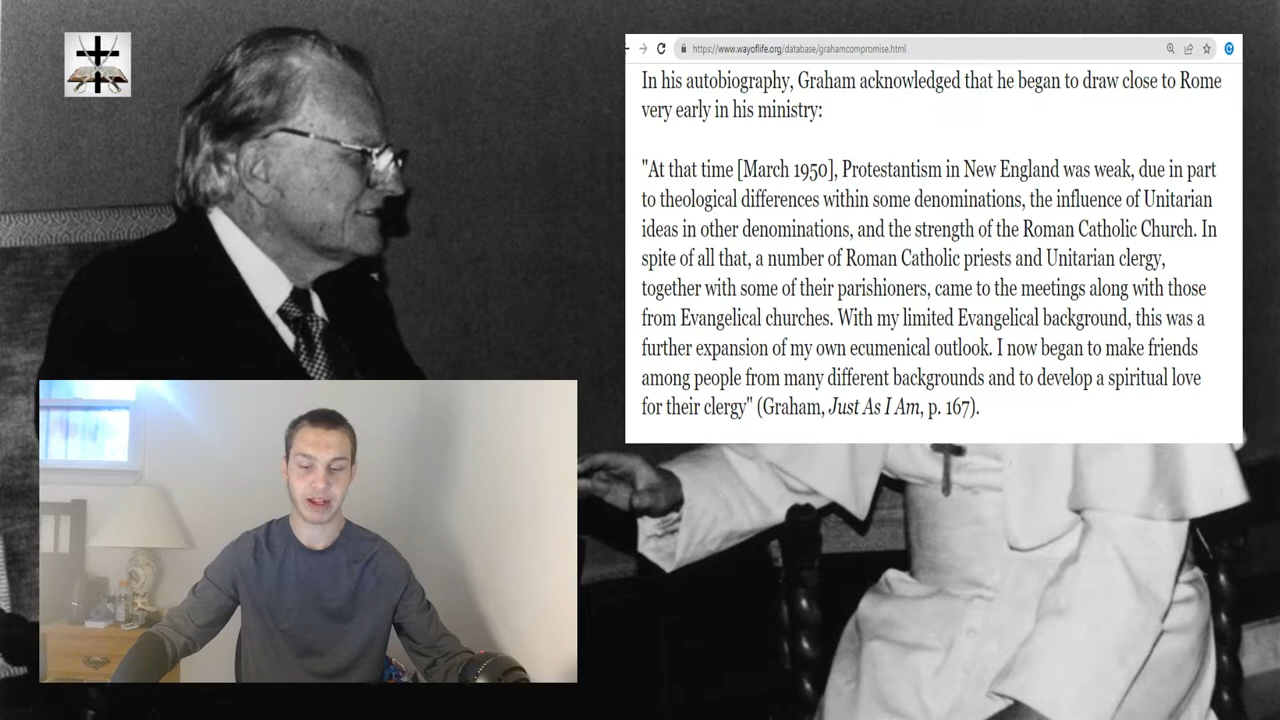 https://www.wayoflife.org/database/grahamcompromise.html
In his autobiography, Graham acknowledged that he began to draw close to Rome
very early in his ministry:
"At that time [March 1950], Protestantism in New England was weak, due in part
to theological differences within some denominations, the influence of Unitarian
ideas in other denominations, and the strength of the Roman Catholic Church. In
spite of all that, a number of Roman Catholic priests and Unitarian clergy,
together with some of their parishioners, came to the meetings along with those
from Evangelical churches. With my limited Evangelical background, this was a
further expansion of my own ecumenical outlook. I now began to make friends
among people from many different backgrounds and to develop a spiritual love
for their clergy" (Graham, Just As I Am, p. 167).